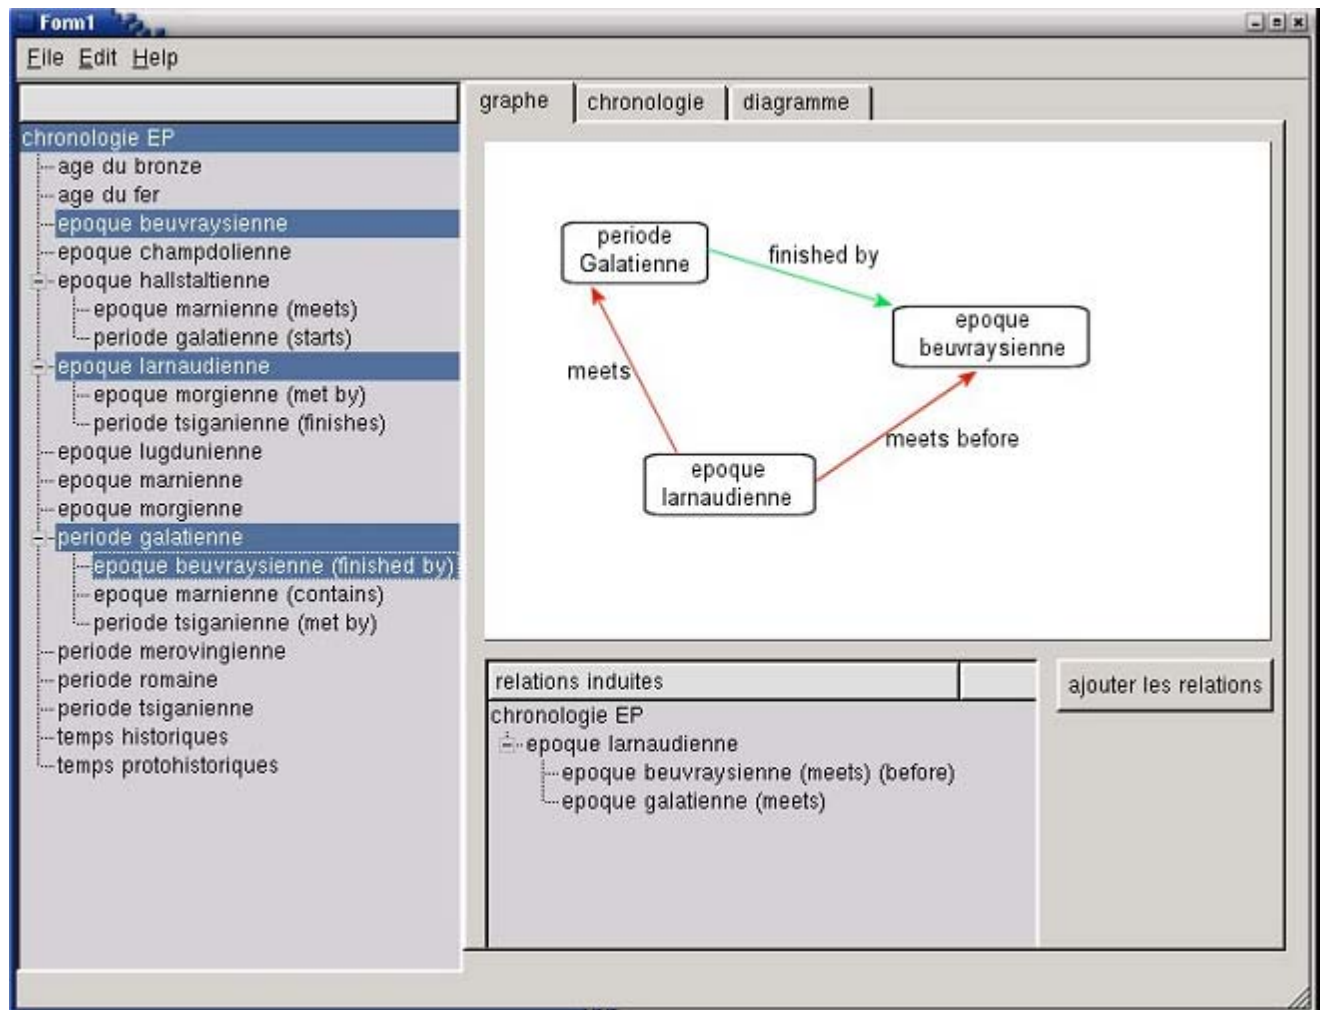 Form1
File Edit Help
graphe chronologie diagramme
chronologie EP
age du bronze
age du fer
epoque beuvraysienne
epoque champdolienne
epoque hallstaltienne
epoque marnienne (meets)
periode galatienne (starts)
epoque larnaudienne
epoque morgienne (met by)
periode tsiganienne (finishes)
epoque lugdunienne
epoque marnienne
epoque morgienne
periode galatienne
epoque beuvraysienne (finished by)
epoque marnienne (contains)
periode tsiganienne (met by)
periode merovingienne
periode romaine
periode tsiganienne
temps historiques
temps protohistoriques
periode
Galatienne
finished by
epoque
beuvraysienne
meets
meets before
epoque
larnaudienne
relations induites
chronologie EP
epoque larnaudienne
epoque beuvraysienne (meets) (before)
epoque galatienne (meets)
ajouter les relations